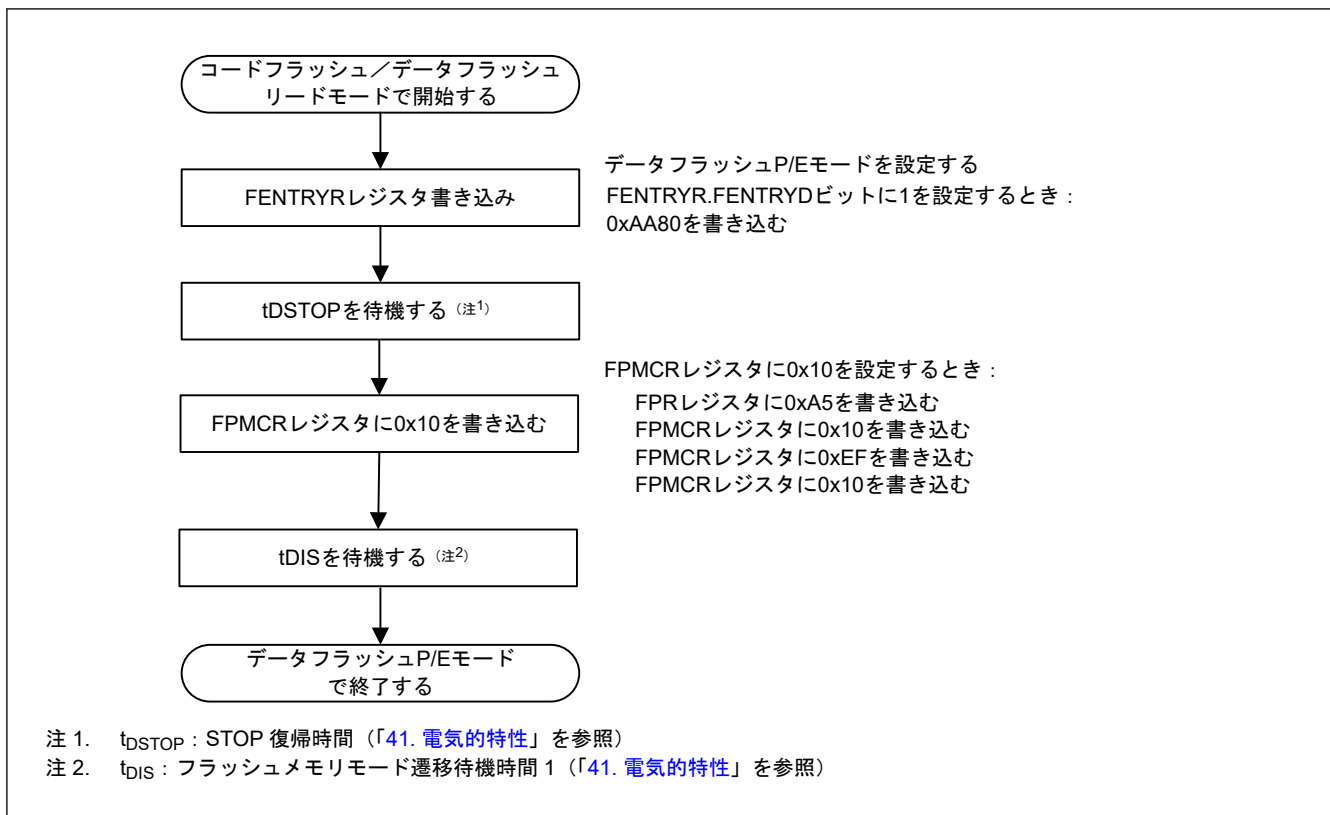 コードフラッシュ／データフラッシュ
リードモードで開始する
FENTRYRレジスタ書き込み
データフラッシュP/Eモードを設定する
FENTRYR.FENTRYDビットに1を設定するとき：
0xAA80を書き込む
tDSTOPを待機する（注1）
FPMCRレジスタに0x10を書き込む
FPMCRレジスタに0x10を設定するとき：
FPRレジスタに0xA5を書き込む
FPMCRレジスタに0x10を書き込む
FPMCRレジスタに0xEFを書き込む
FPMCRレジスタに0x10を書き込む
tDISを待機する（注2）
データフラッシュP/Eモード
で終了する
注 1. tDSTOP：STOP 復帰時間（「41. 電気的特性」を参照）
注 2. tDIS：フラッシュメモリモード遷移待機時間 1（「41. 電気的特性」を参照）